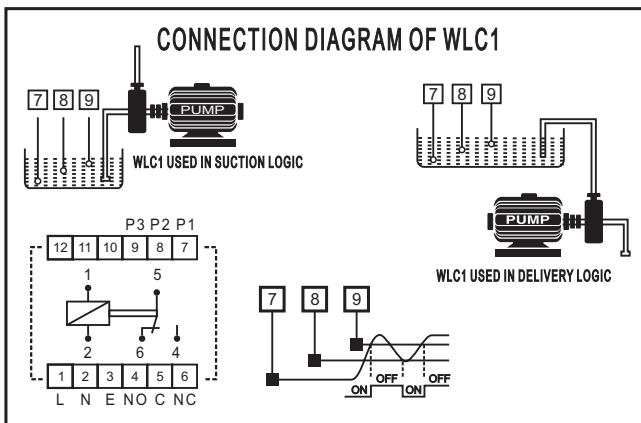 CONNECTION DIAGRAM OF WLC1
7 8 9
PUMP
WLC1 USED IN SUCTION LOGIC
7 8 9
PUMP
WLC1 USED IN DELIVERY LOGIC
P3 P2 P1
12 11 10 9 8 7
1 5
2 6 4
1 2 3 4 5 6
L N E NO C NC
7 8 9
OFF OFF
ON ON